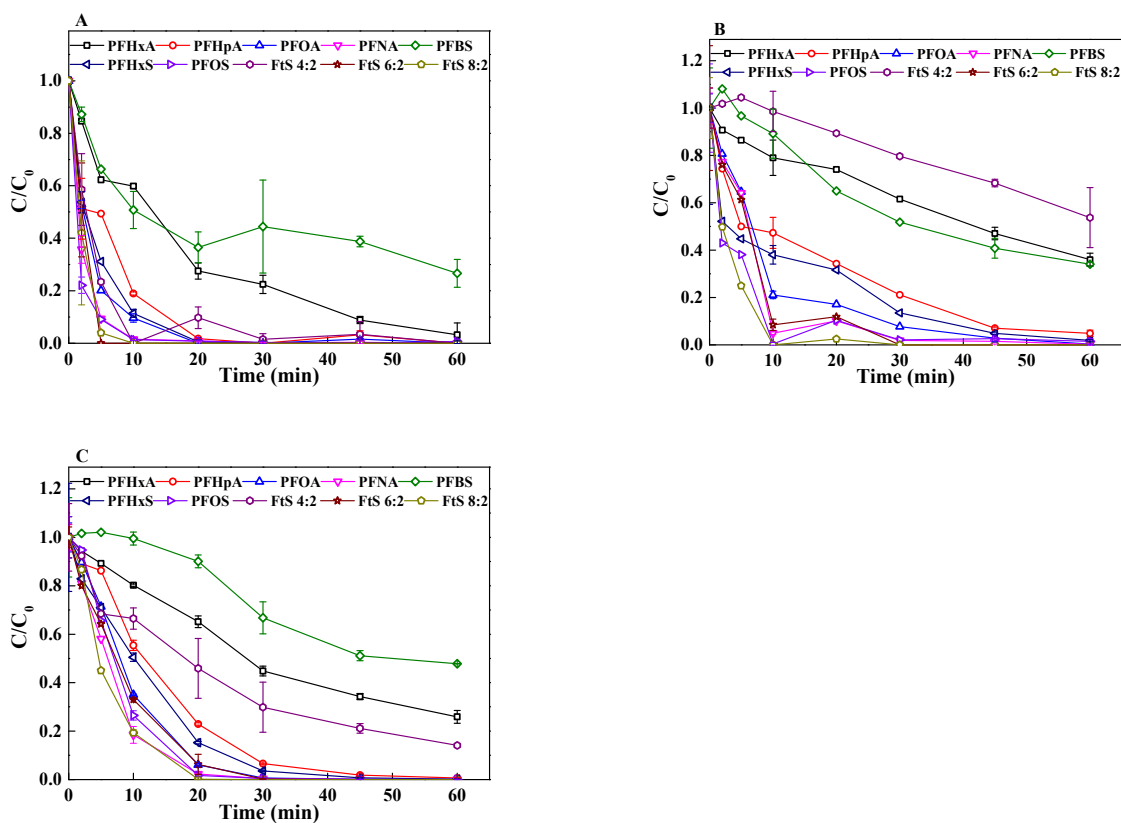 A
PFHxA PFHpA PFOA PFNA PFBS
PFHxS PFOS FtS 4:2 FtS 6:2 FtS 8:2
1.0
0.8
0.6
0.4
0.2
0.0
C/C0
0 10 20 30 40 50 60
Time (min)
B
PFHxA PFHpA PFOA PFNA PFBS
PFHxS PFOS FtS 4:2 FtS 6:2 FtS 8:2
1.2
1.0
0.8
0.6
0.4
0.2
0.0
C/C0
0 10 20 30 40 50 60
Time (min)
C
PFHxA PFHpA PFOA PFNA PFBS
PFHxS PFOS FtS 4:2 FtS 6:2 FtS 8:2
1.2
1.0
0.8
0.6
0.4
0.2
0.0
C/C0
0 10 20 30 40 50 60
Time (min)